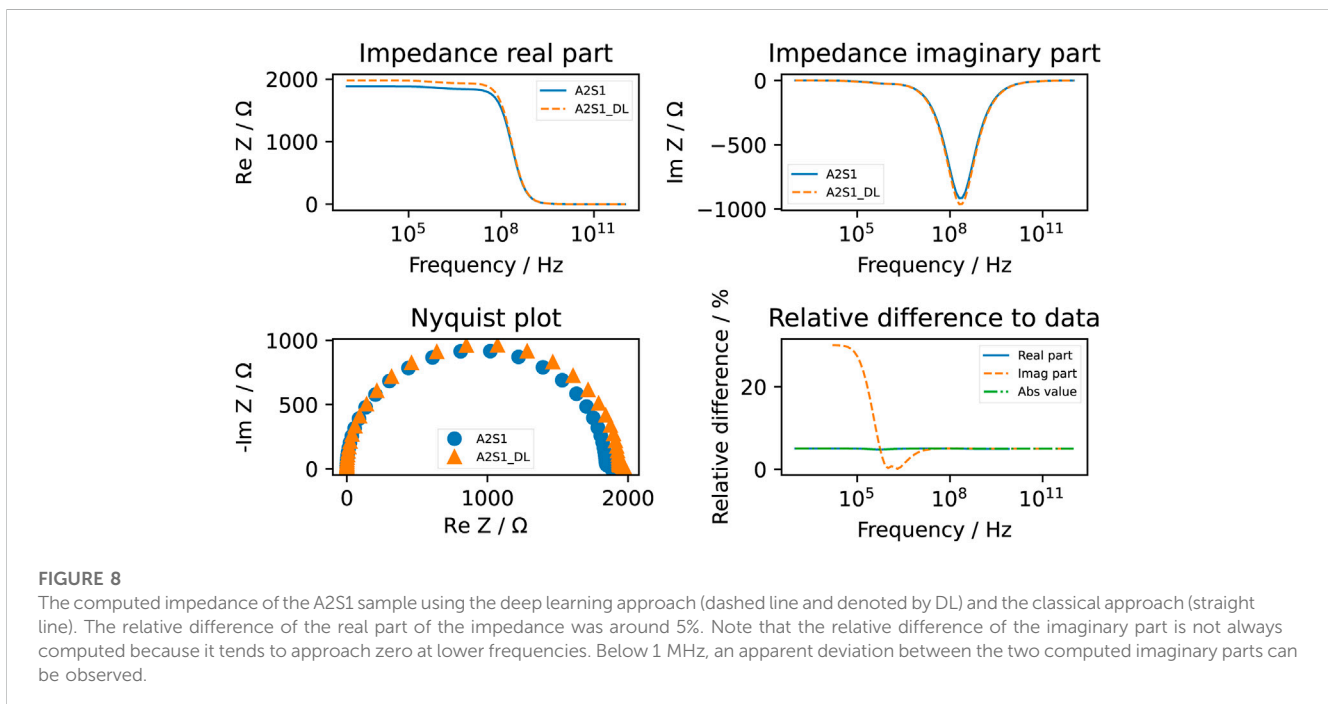 Impedance real part
2000
1000
0
Re Z / Ω
A2S1
A2S1_DL
10^5
10^8
10^11
Frequency / Hz
Impedance imaginary part
0
−500
−1000
Im Z / Ω
A2S1
A2S1_DL
10^5
10^8
10^11
Frequency / Hz
Nyquist plot
1000
500
0
-Im Z / Ω
A2S1
A2S1_DL
0
1000
2000
Re Z / Ω
Relative difference to data
20
0
Relative difference / %
Real part
Imag part
Abs value
10^5
10^8
10^11
Frequency / Hz
FIGURE 8
The computed impedance of the A2S1 sample using the deep learning approach (dashed line and denoted by DL) and the classical approach (straight
line). The relative difference of the real part of the impedance was around 5%. Note that the relative difference of the imaginary part is not always
computed because it tends to approach zero at lower frequencies. Below 1 MHz, an apparent deviation between the two computed imaginary parts can
be observed.